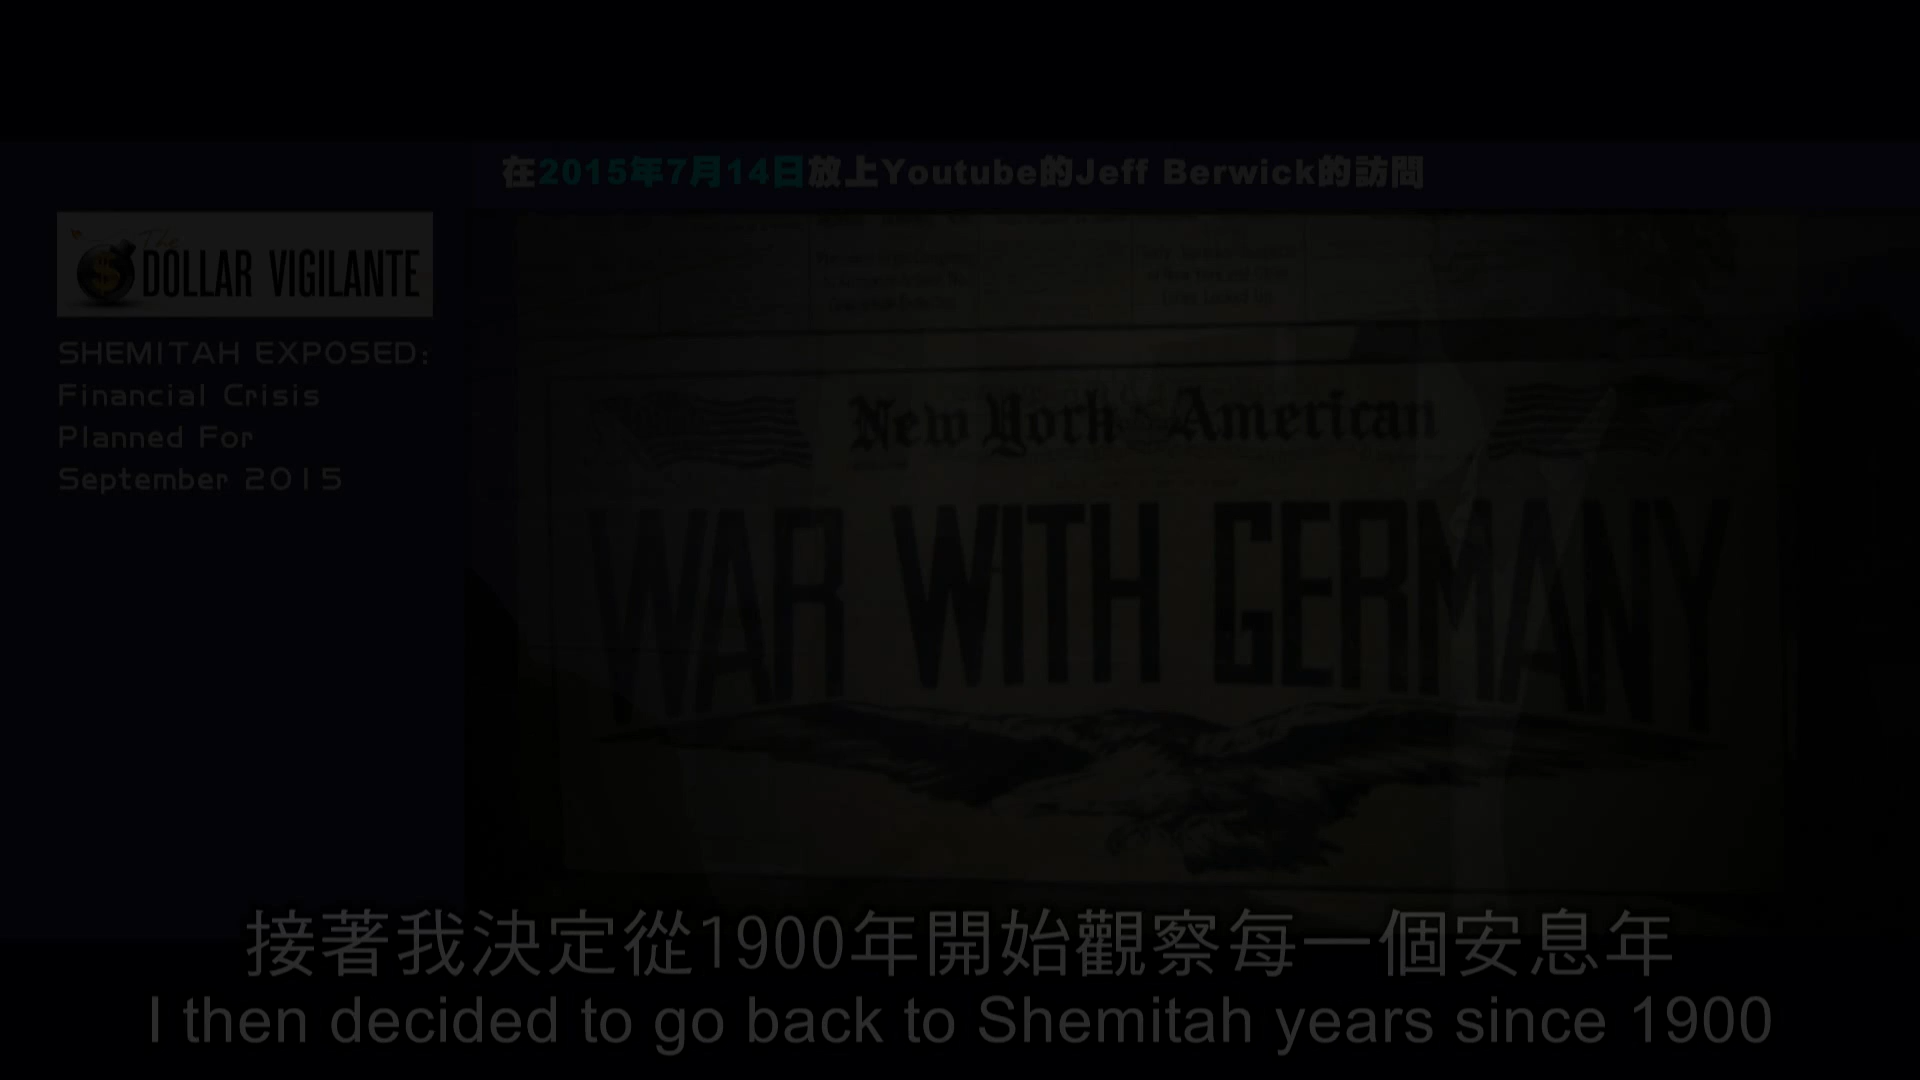 在2015年7月14日放上Youtube的Jeff Berwick的訪問
The
DOLLAR VIGILANTE
SHEMITAH EXPOSED:
Financial Crisis
Planned For
September 2015
New York American
WAR WITH GERMANY
接著我決定從1900年開始觀察每一個安息年
I then decided to go back to Shemitah years since 1900